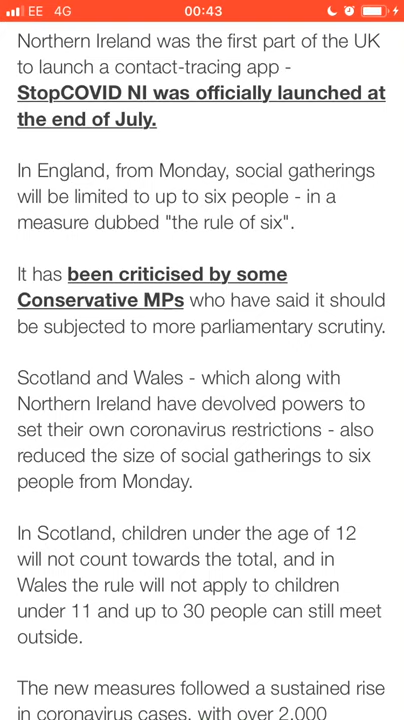 EE 4G 00:43
Northern Ireland was the first part of the UK
to launch a contact-tracing app -
StopCOVID NI was officially launched at
the end of July.
In England, from Monday, social gatherings
will be limited to up to six people - in a
measure dubbed "the rule of six".
It has been criticised by some
Conservative MPs who have said it should
be subjected to more parliamentary scrutiny.
Scotland and Wales - which along with
Northern Ireland have devolved powers to
set their own coronavirus restrictions - also
reduced the size of social gatherings to six
people from Monday.
In Scotland, children under the age of 12
will not count towards the total, and in
Wales the rule will not apply to children
under 11 and up to 30 people can still meet
outside.
The new measures followed a sustained rise
in coronavirus cases, with over 2,000